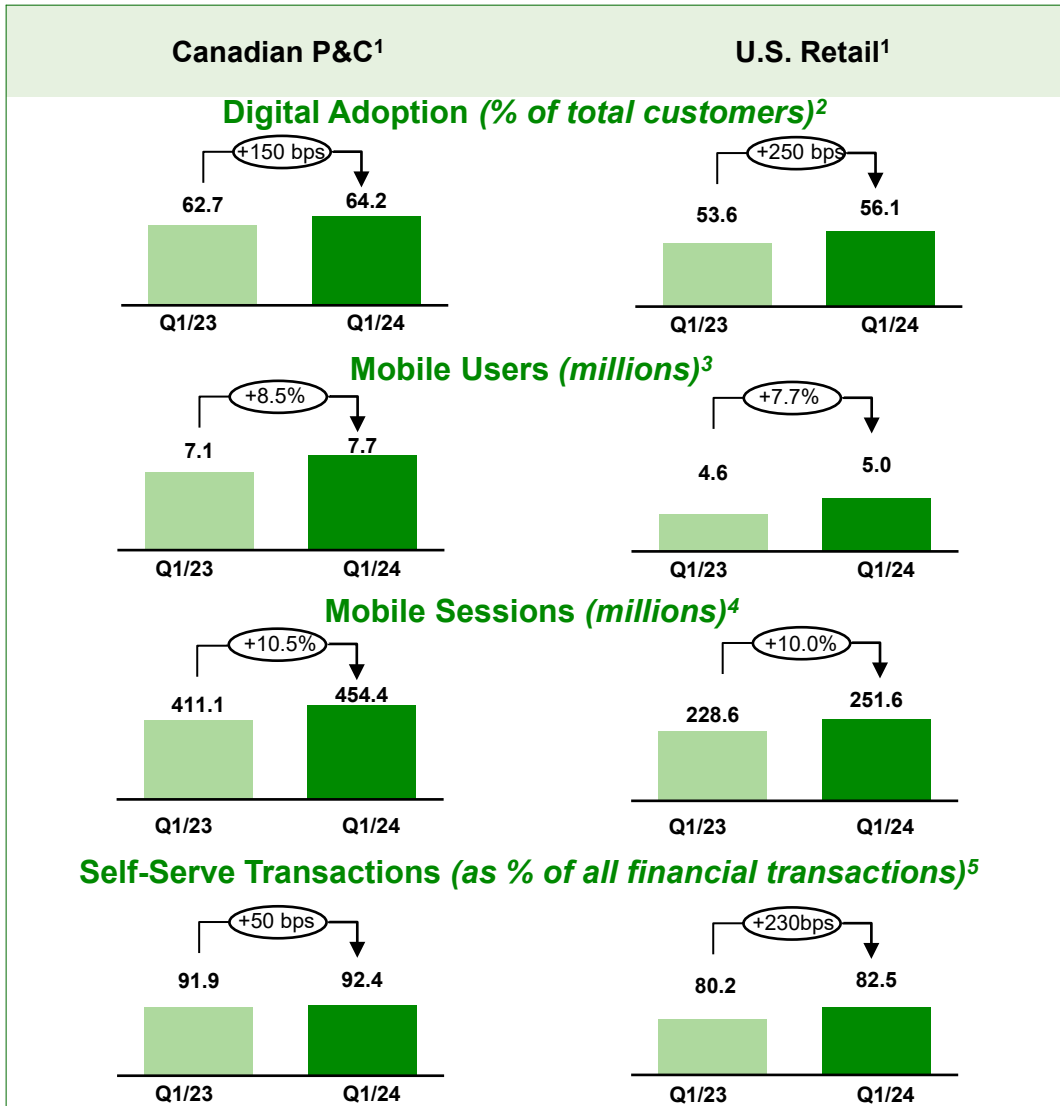 Canadian P&C¹ U.S. Retail¹
Digital Adoption (% of total customers)²
+150 bps +250 bps
62.7 64.2 53.6 56.1
Q1/23 Q1/24 Q1/23 Q1/24
Mobile Users (millions)³
+8.5% +7.7%
7.1 7.7 4.6 5.0
Q1/23 Q1/24 Q1/23 Q1/24
Mobile Sessions (millions)⁴
+10.5% +10.0%
411.1 454.4 228.6 251.6
Q1/23 Q1/24 Q1/23 Q1/24
Self-Serve Transactions (as % of all financial transactions)⁵
+50 bps +230bps
91.9 92.4 80.2 82.5
Q1/23 Q1/24 Q1/23 Q1/24